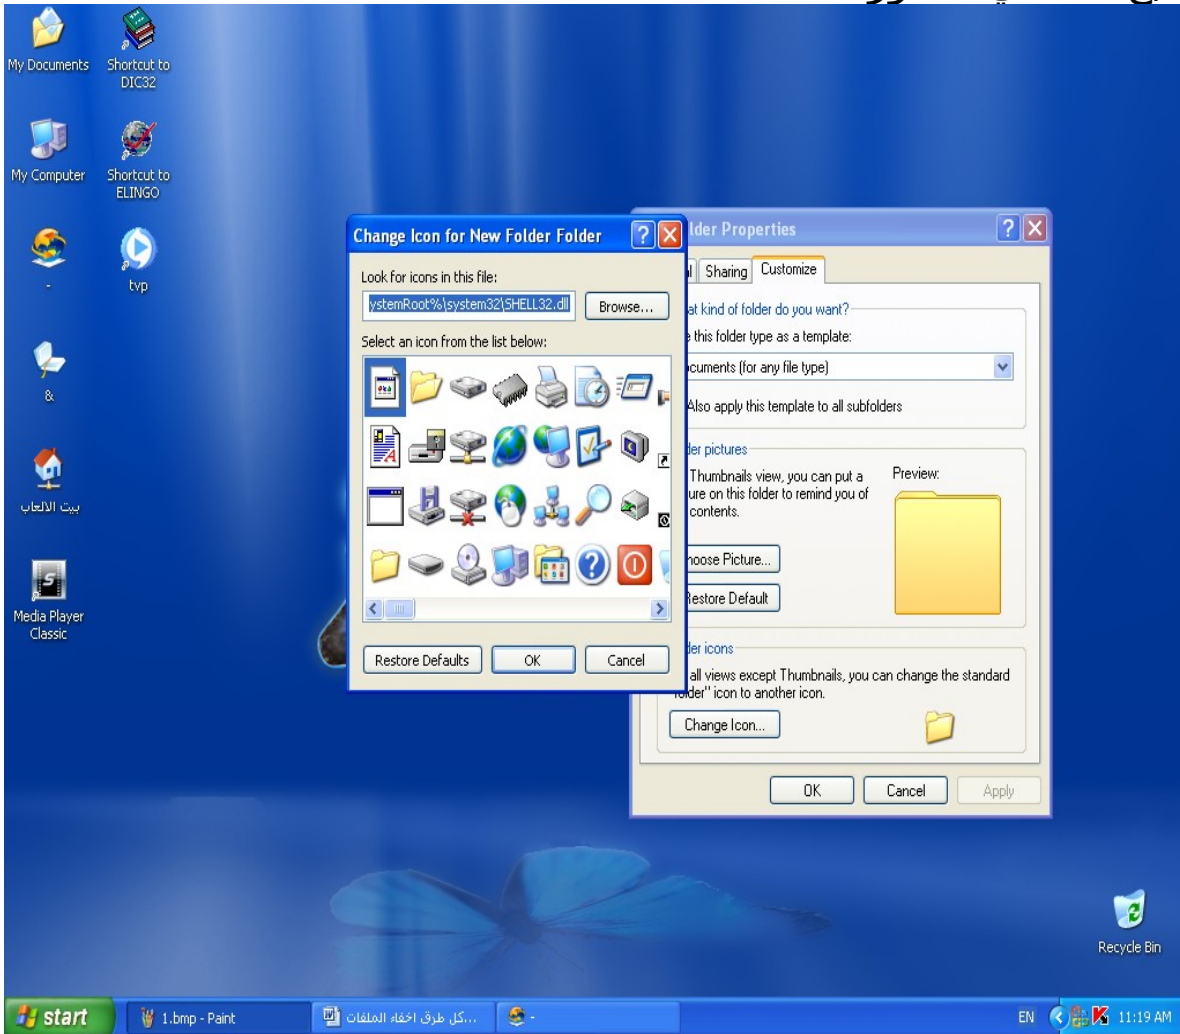 My Documents
Shortcut to
DIC32
My Computer
Shortcut to
ELINGO
-
tvp
&
بيت الالعاب
Media Player
Classic
Change Icon for New Folder Folder
Look for icons in this file:
ystemRoot%\system32\SHELL32.dll
Browse...
Select an icon from the list below:
Restore Defaults
OK
Cancel
lder Properties
Sharing
Customize
at kind of folder do you want?
e this folder type as a template:
ocuments (for any file type)
Also apply this template to all subfolders
der pictures
Thumbnails view, you can put a
ure on this folder to remind you of
contents.
Preview:
hoose Picture...
Restore Default
der icons
all views except Thumbnails, you can change the standard
folder" icon to another icon.
Change Icon...
OK
Cancel
Apply
Recycle Bin
start
1.bmp - Paint
كل طرق اخفاء الملفات...
-
EN
11:19 AM